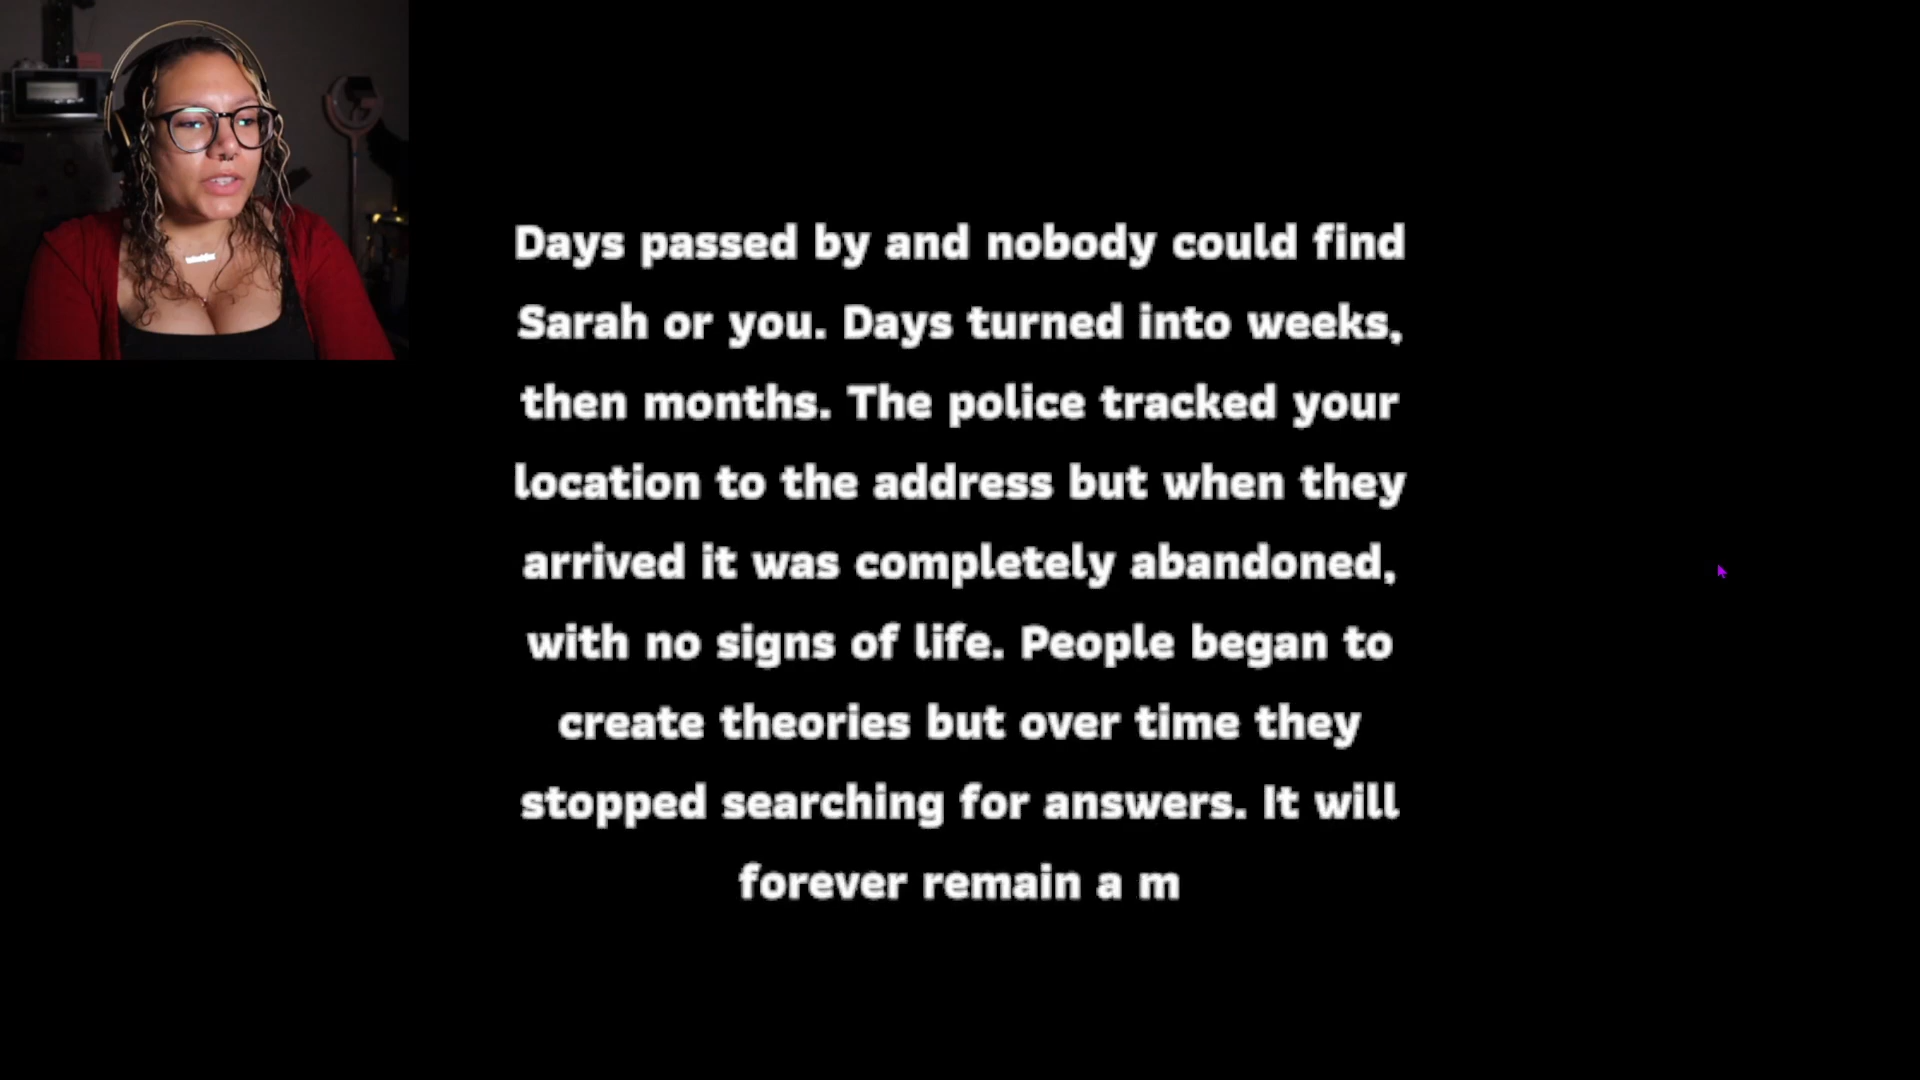 Days passed by and nobody could find
Sarah or you. Days turned into weeks,
then months. The police tracked your
location to the address but when they
arrived it was completely abandoned,
with no signs of life. People began to
create theories but over time they
stopped searching for answers. It will
forever remain a m